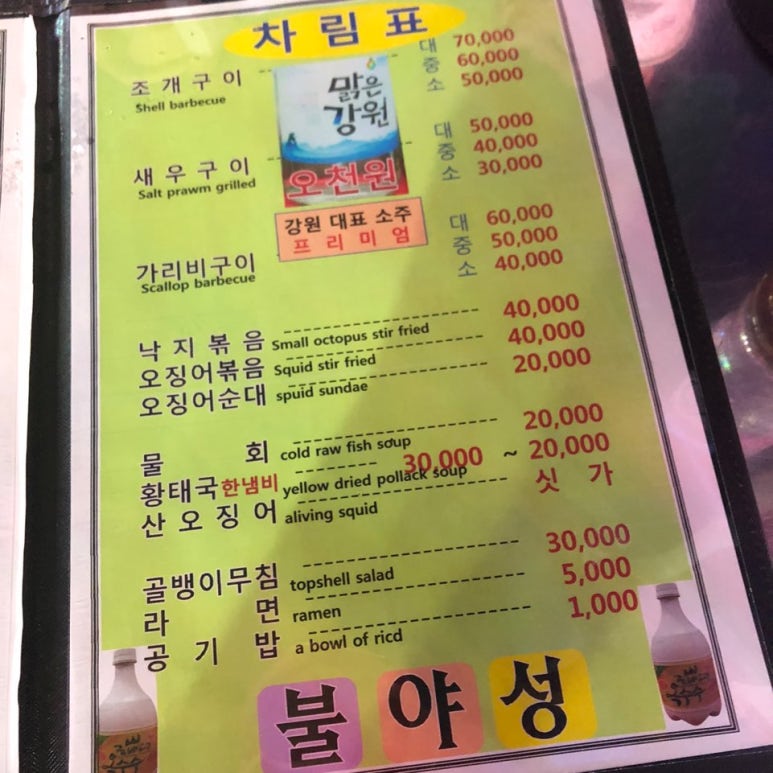 차림표
조개구이 대 70,000
Shell barbecue 중 60,000
소 50,000
맑은
강원
오천원
강원 대표 소주
프리미엄
새우구이 대 50,000
Salt prawm grilled 중 40,000
소 30,000
가리비구이 대 60,000
Scallop barbecue 중 50,000
소 40,000
낙지볶음 Small octopus stir fried 40,000
오징어볶음 Squid stir fried 40,000
오징어순대 spuid sundae 20,000
물 회 cold raw fish soup 20,000
황태국한냄비 yellow dried pollack soup 30,000 ~ 20,000
산오징어 aliving squid 싯가
골뱅이무침 topshell salad 30,000
라 면 ramen 5,000
공기밥 a bowl of ricd 1,000
불야성
옥수수
옥수수